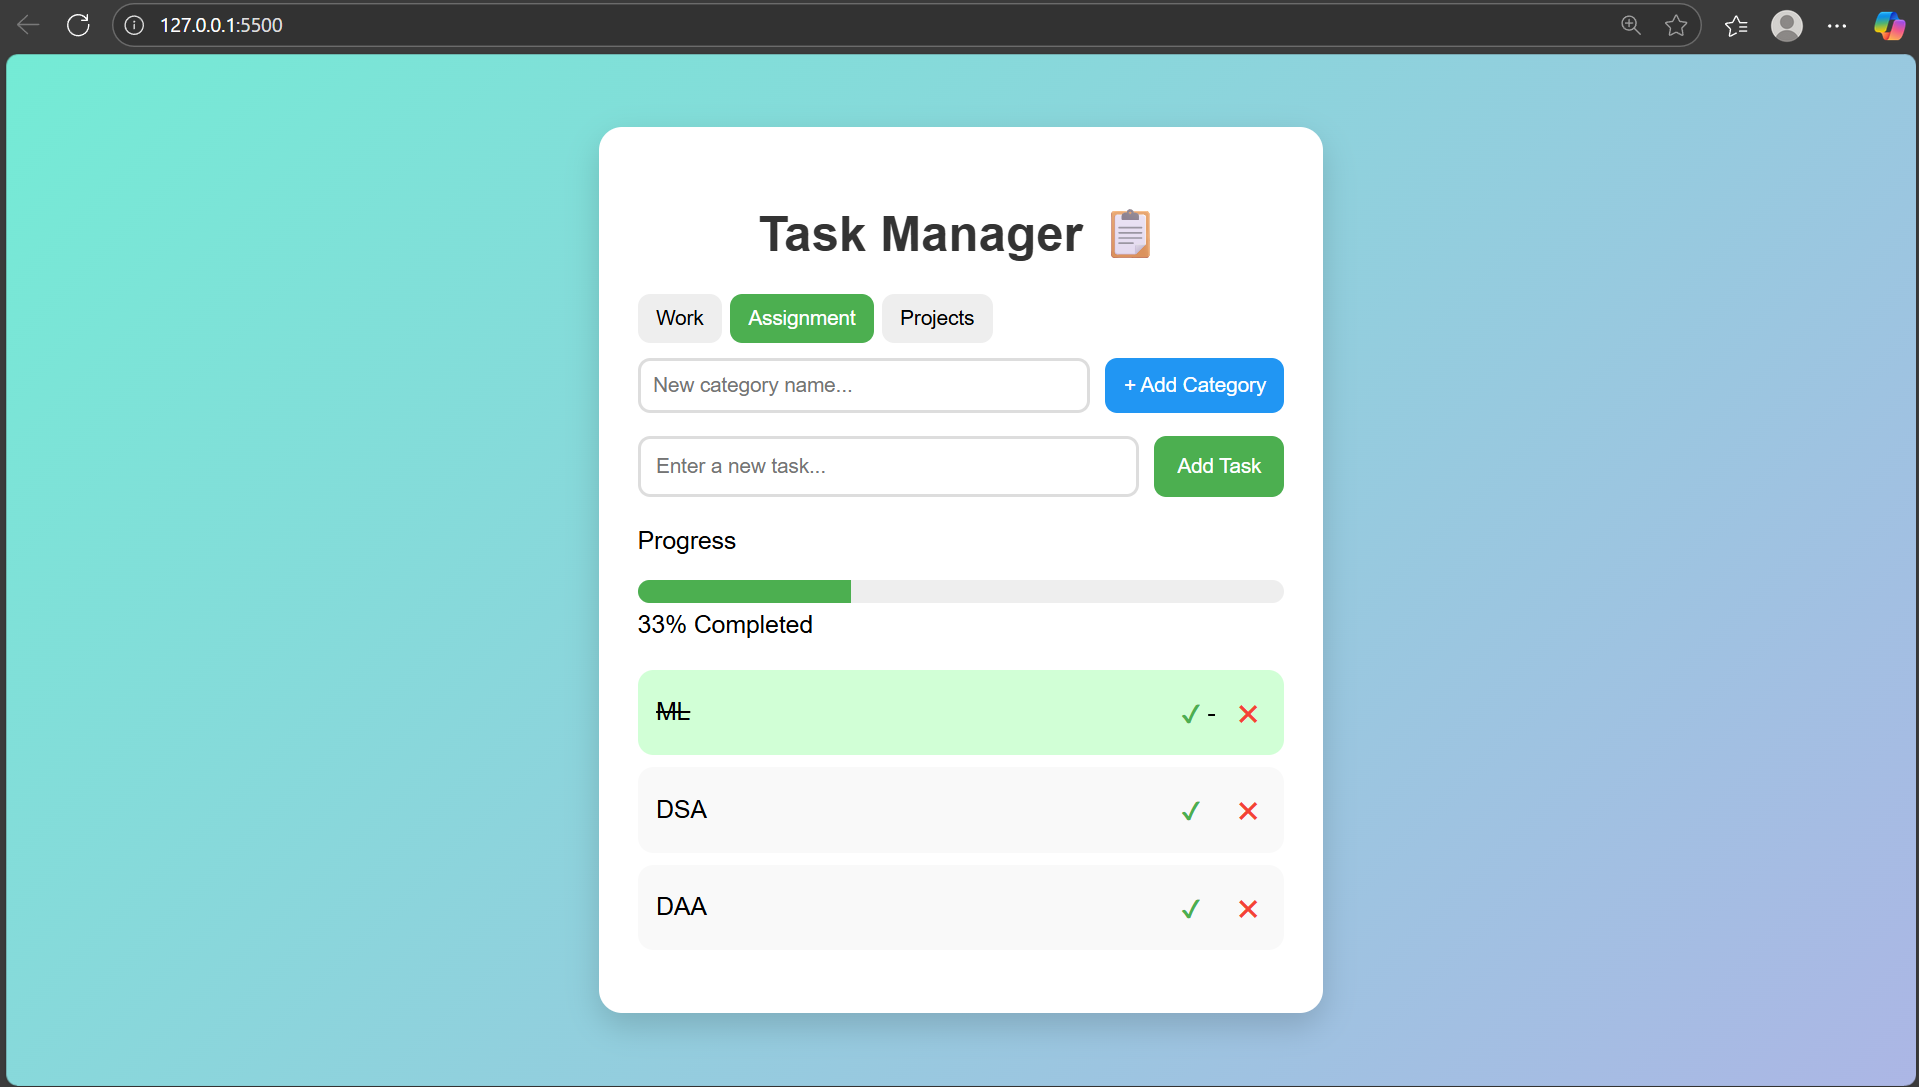 127.0.0.1:5500
Task Manager
Work Assignment Projects
New category name... + Add Category
Enter a new task... Add Task
Progress
33% Completed
ML ✓ - ✕
DSA ✓ ✕
DAA ✓ ✕